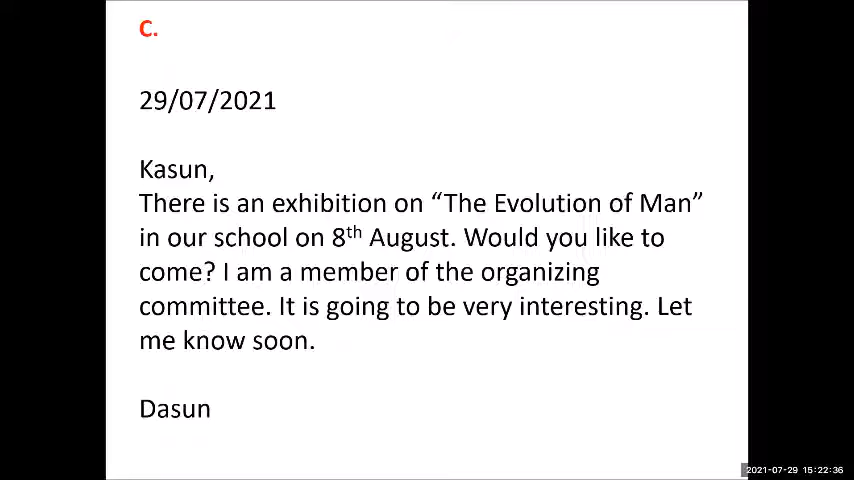 C.
29/07/2021
Kasun,
There is an exhibition on “The Evolution of Man”
in our school on 8th August. Would you like to
come? I am a member of the organizing
committee. It is going to be very interesting. Let
me know soon.
Dasun
2021-07-29 15:22:36